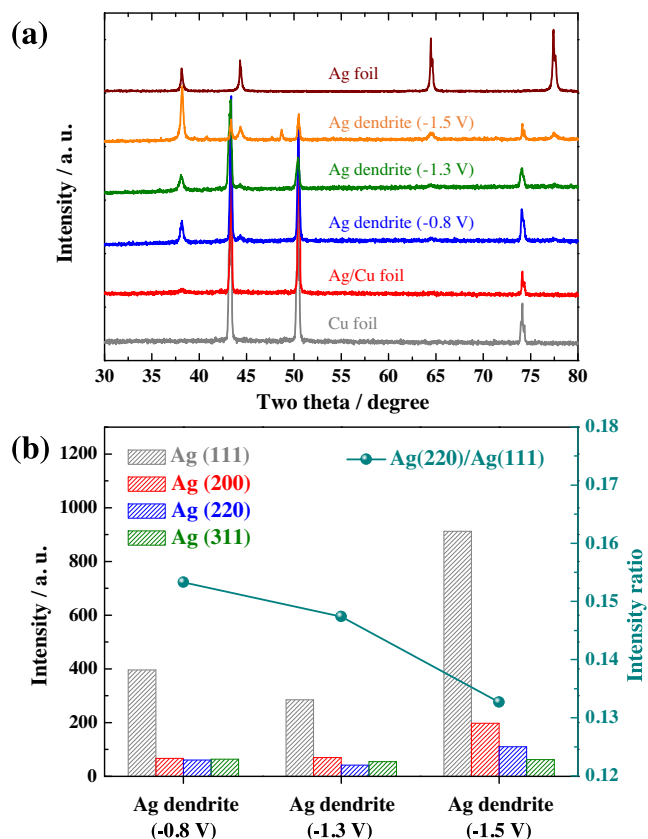 (a)
Intensity / a. u.
Ag foil
Ag dendrite (-1.5 V)
Ag dendrite (-1.3 V)
Ag dendrite (-0.8 V)
Ag/Cu foil
Cu foil
30 35 40 45 50 55 60 65 70 75 80
Two theta / degree
(b)
Intensity / a. u.
1200
1000
800
600
400
200
0
Ag (111)
Ag (200)
Ag (220)
Ag (311)
Ag(220)/Ag(111)
0.18
0.17
0.16
0.15
0.14
0.13
0.12
Intensity ratio
Ag dendrite
(-0.8 V)
Ag dendrite
(-1.3 V)
Ag dendrite
(-1.5 V)